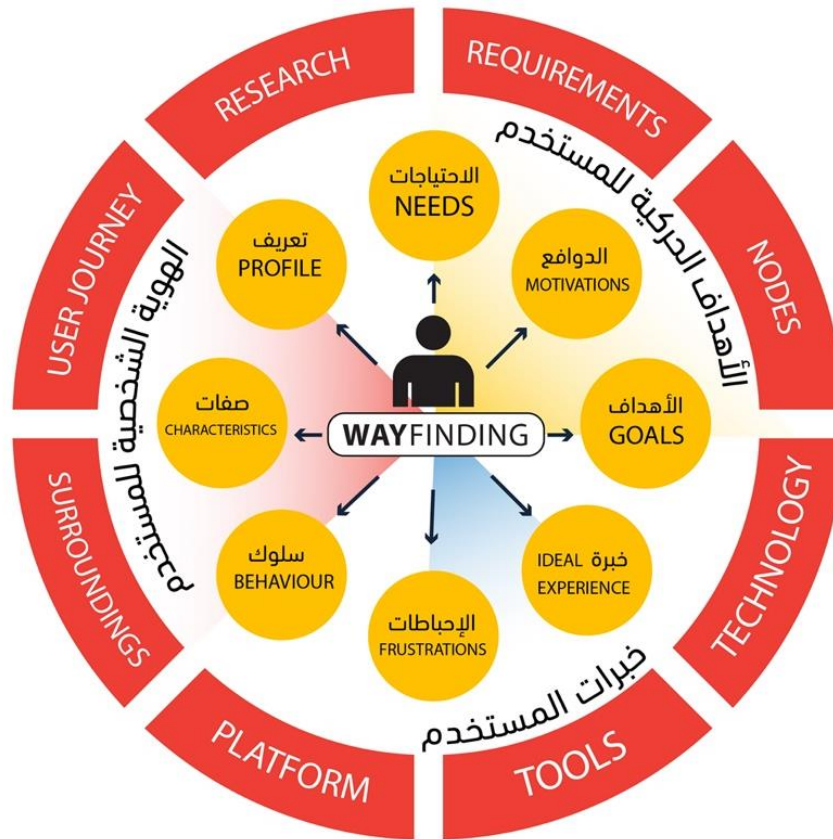 RESEARCH
REQUIREMENTS
NODES
TECHNOLOGY
TOOLS
PLATFORM
SURROUNDINGS
USER JOURNEY
الأهداف الحركية للمستخدم
الهوية الشخصية للمستخدم
خبرات المستخدم
الاحتياجات
NEEDS
الدوافع
MOTIVATIONS
الأهداف
GOALS
خبرة IDEAL
EXPERIENCE
الإحباطات
FRUSTRATIONS
سلوك
BEHAVIOUR
صفات
CHARACTERISTICS
تعريف
PROFILE
WAYFINDING